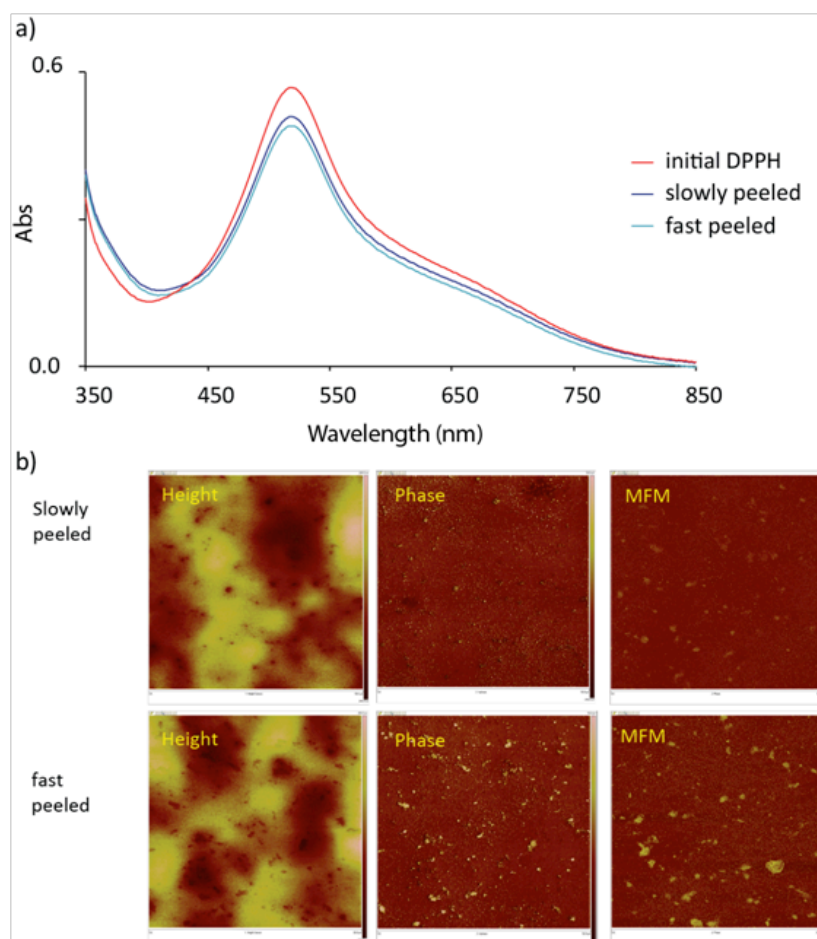 a)
0.6
Abs
0.0
initial DPPH
slowly peeled
fast peeled
350 450 550 650 750 850
Wavelength (nm)
b)
Slowly
peeled
Height
Phase
MFM
fast
peeled
Height
Phase
MFM